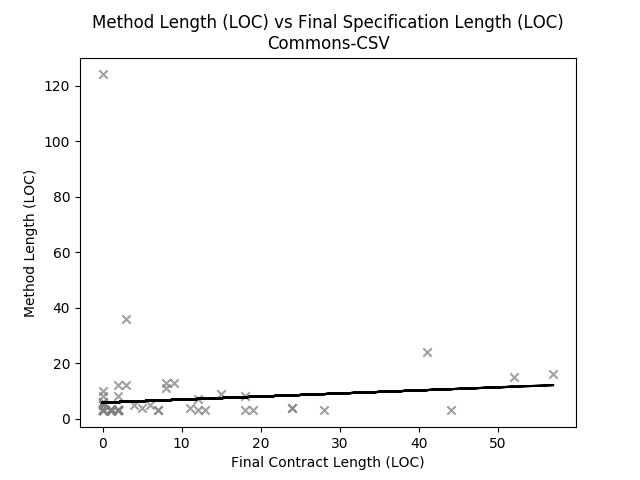 Method Length (LOC) vs Final Specification Length (LOC)
Commons-CSV
120
100
80
60
40
20
0
Method Length (LOC)
0 10 20 30 40 50
Final Contract Length (LOC)